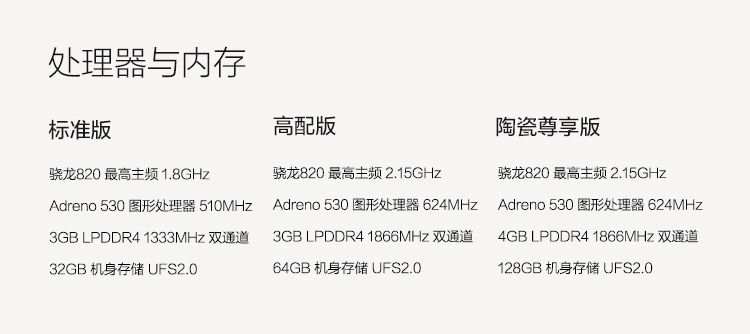 处理器与内存
标准版
骁龙820 最高主频 1.8GHz
Adreno 530 图形处理器 510MHz
3GB LPDDR4 1333MHz 双通道
32GB 机身存储 UFS2.0
高配版
骁龙820 最高主频 2.15GHz
Adreno 530 图形处理器 624MHz
3GB LPDDR4 1866MHz 双通道
64GB 机身存储 UFS2.0
陶瓷尊享版
骁龙820 最高主频 2.15GHz
Adreno 530 图形处理器 624MHz
4GB LPDDR4 1866MHz 双通道
128GB 机身存储 UFS2.0